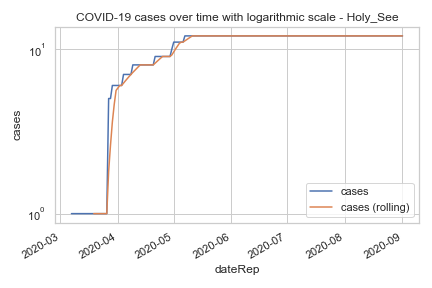 COVID-19 cases over time with logarithmic scale - Holy_See
10¹
10⁰
cases
cases
cases (rolling)
2020-03
2020-04
2020-05
2020-06
2020-07
2020-08
2020-09
dateRep